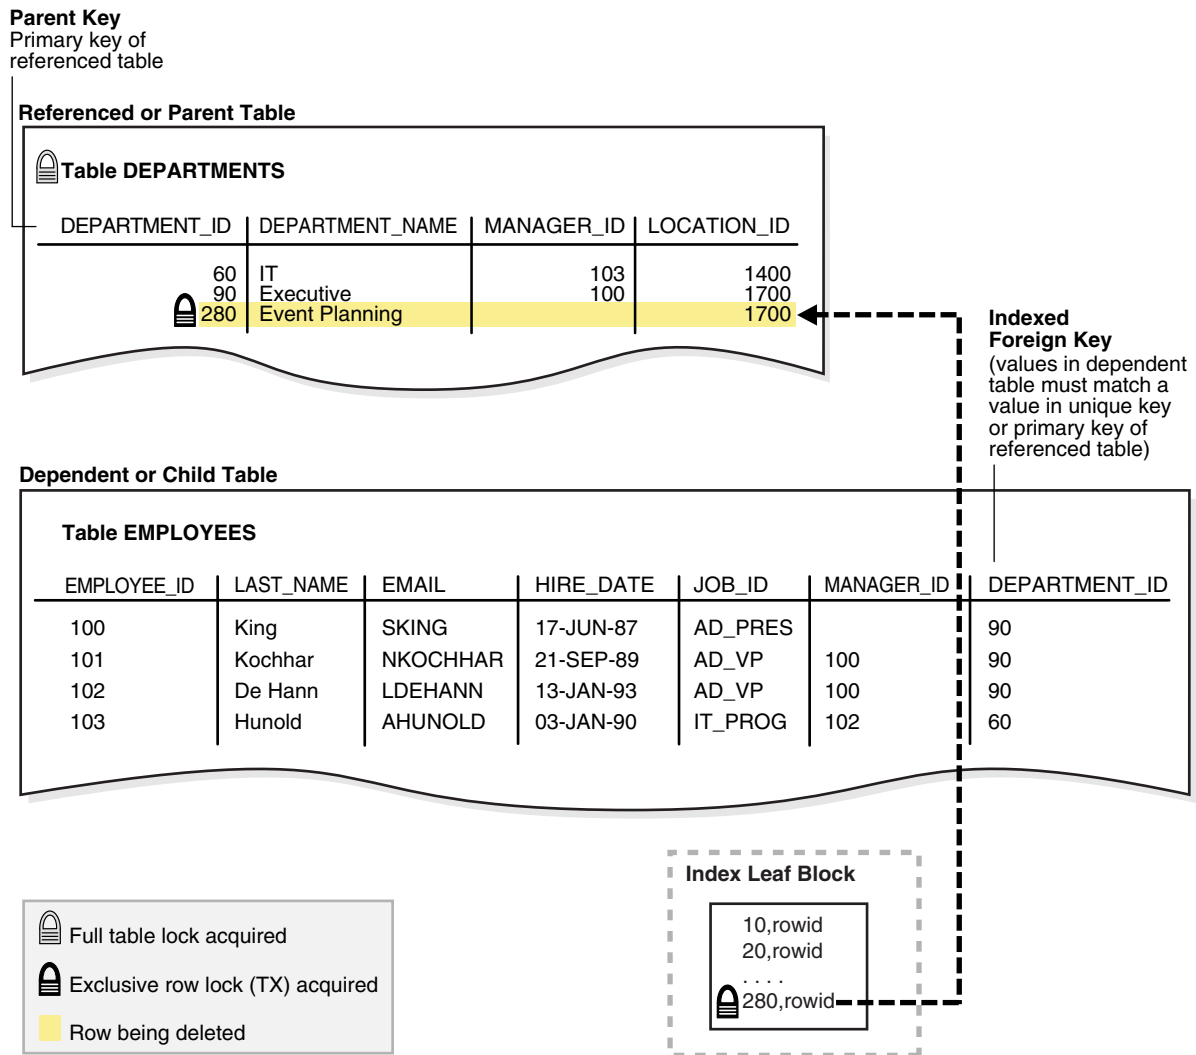 Parent Key
Primary key of
referenced table
Referenced or Parent Table
Table DEPARTMENTS
DEPARTMENT_ID DEPARTMENT_NAME MANAGER_ID LOCATION_ID
60 IT 103 1400
90 Executive 100 1700
280 Event Planning 1700
Indexed
Foreign Key
(values in dependent
table must match a
value in unique key
or primary key of
referenced table)
Dependent or Child Table
Table EMPLOYEES
EMPLOYEE_ID LAST_NAME EMAIL HIRE_DATE JOB_ID MANAGER_ID DEPARTMENT_ID
100 King SKING 17-JUN-87 AD_PRES 90
101 Kochhar NKOCHHAR 21-SEP-89 AD_VP 100 90
102 De Hann LDEHANN 13-JAN-93 AD_VP 100 90
103 Hunold AHUNOLD 03-JAN-90 IT_PROG 102 60
Index Leaf Block
10,rowid
20,rowid
. . . .
280,rowid
Full table lock acquired
Exclusive row lock (TX) acquired
Row being deleted